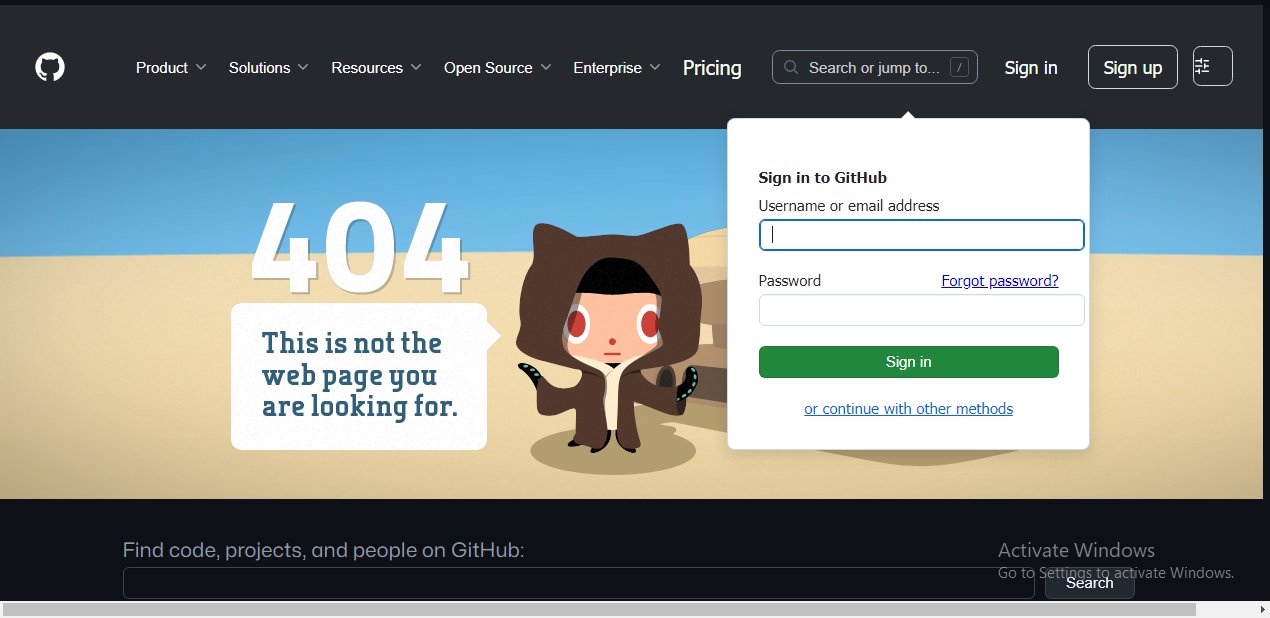 Product Solutions Resources Open Source Enterprise Pricing Search or jump to... / Sign in Sign up
404
This is not the
web page you
are looking for.
Sign in to GitHub
Username or email address
Password Forgot password?
Sign in
or continue with other methods
Find code, projects, and people on GitHub:
Search
Activate Windows
Go to Settings to activate Windows.